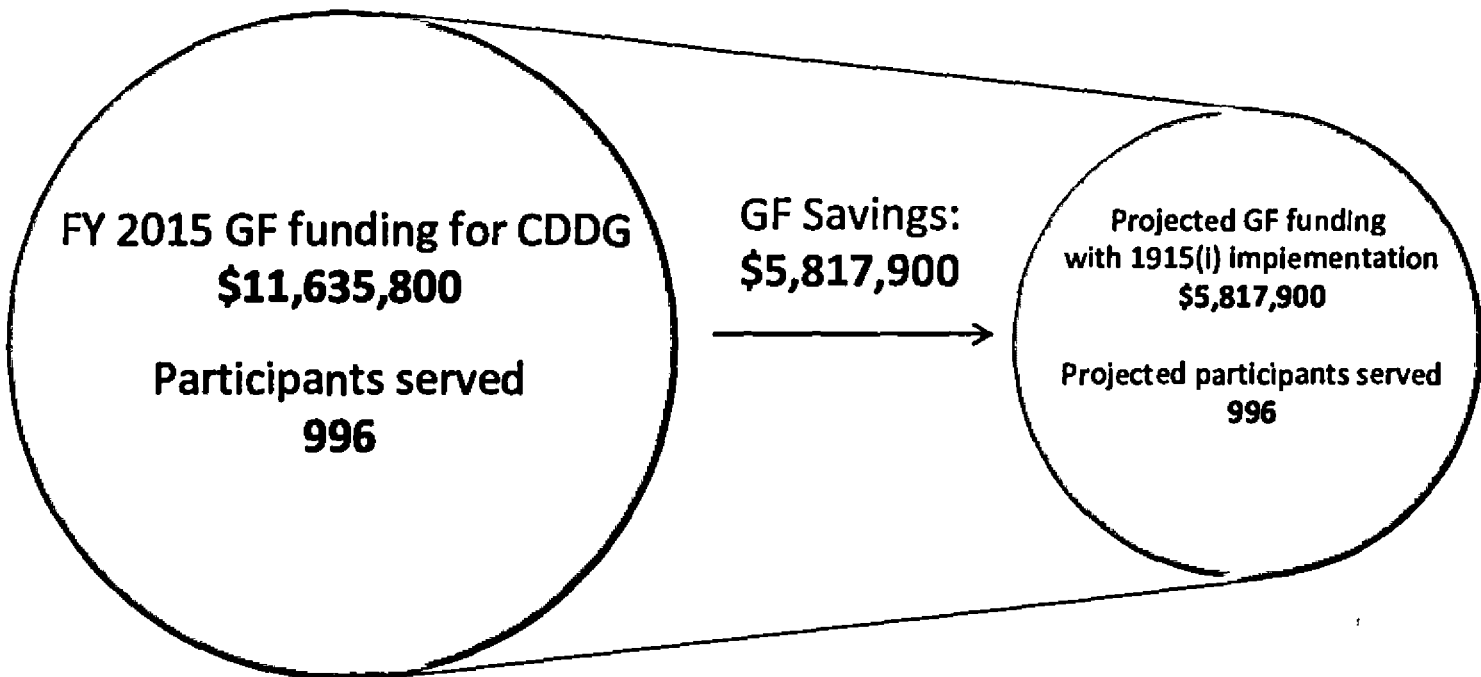 FY 2015 GF funding for CDDG
$11,635,800
Participants served
996
GF Savings:
$5,817,900
Projected GF funding
with 1915(i) implementation
$5,817,900
Projected participants served
996